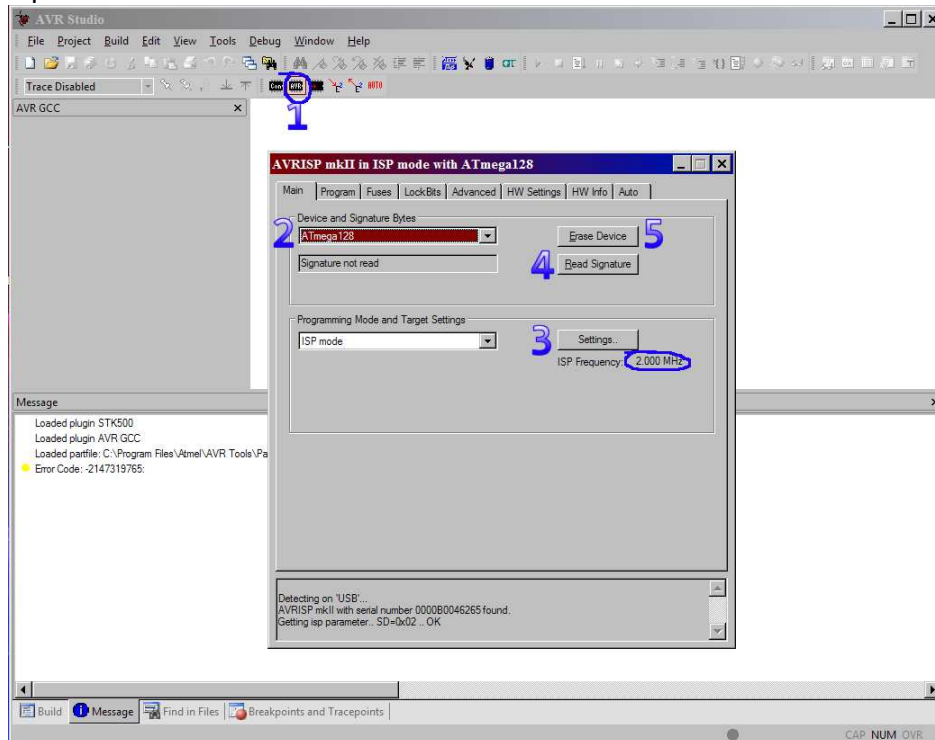 AVR Studio
File Project Build Edit View Tools Debug Window Help
Trace Disabled
Con AVR AUTO
AVR GCC
1
AVRISP mkII in ISP mode with ATmega128
Main Program Fuses LockBits Advanced HW Settings HW Info Auto
Device and Signature Bytes
2 ATmega128 Erase Device 5
Signature not read 4 Read Signature
Programming Mode and Target Settings
ISP mode 3 Settings..
ISP Frequency: 2.000 MHz
Message
Loaded plugin STK500
Loaded plugin AVR GCC
Loaded partfile: C:\Program Files\Atmel\AVR Tools\Pa
Error Code: -2147319765:
Detecting on 'USB'...
AVRISP mkII with serial number 0000B0046265 found.
Getting isp parameter.. SD=0x02 .. OK
Build Message Find in Files Breakpoints and Tracepoints
CAP NUM OVR